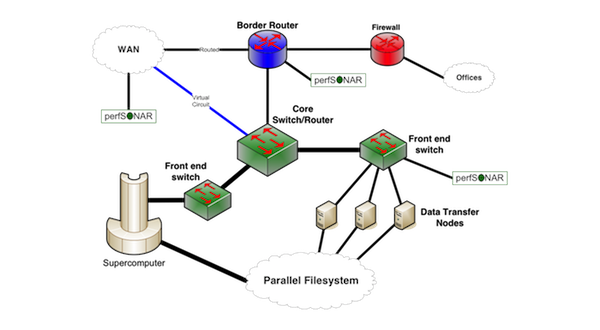 Border Router
Firewall
WAN
Routed
Offices
perfSONAR
perfSONAR
Virtual
Circuit
Core
Switch/Router
Front end
switch
Front end
switch
perfSONAR
Data Transfer
Nodes
Supercomputer
Parallel Filesystem